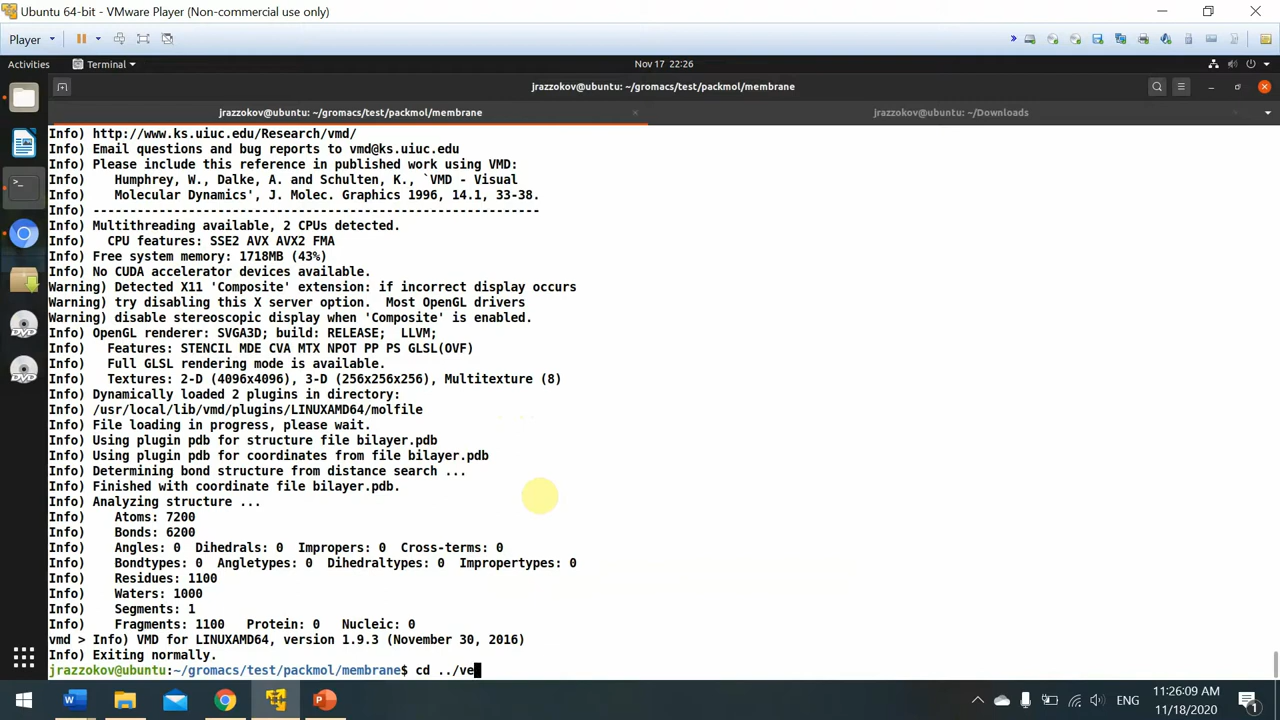 Ubuntu 64-bit - VMware Player (Non-commercial use only)
Player
Activities
Terminal
Nov 17 22:26
jrazzokov@ubuntu: ~/gromacs/test/packmol/membrane
jrazzokov@ubuntu: ~/gromacs/test/packmol/membrane
jrazzokov@ubuntu: ~/Downloads
Info) http://www.ks.uiuc.edu/Research/vmd/
Info) Email questions and bug reports to vmd@ks.uiuc.edu
Info) Please include this reference in published work using VMD:
Info)    Humphrey, W., Dalke, A. and Schulten, K., `VMD - Visual
Info)    Molecular Dynamics', J. Molec. Graphics 1996, 14.1, 33-38.
Info) -------------------------------------------------------------
Info) Multithreading available, 2 CPUs detected.
Info)   CPU features: SSE2 AVX AVX2 FMA
Info) Free system memory: 1718MB (43%)
Info) No CUDA accelerator devices available.
Warning) Detected X11 'Composite' extension: if incorrect display occurs
Warning) try disabling this X server option.  Most OpenGL drivers
Warning) disable stereoscopic display when 'Composite' is enabled.
Info) OpenGL renderer: SVGA3D; build: RELEASE;  LLVM;
Info)   Features: STENCIL MDE CVA MTX NPOT PP PS GLSL(OVF)
Info)   Full GLSL rendering mode is available.
Info)   Textures: 2-D (4096x4096), 3-D (256x256x256), Multitexture (8)
Info) Dynamically loaded 2 plugins in directory:
Info) /usr/local/lib/vmd/plugins/LINUXAMD64/molfile
Info) File loading in progress, please wait.
Info) Using plugin pdb for structure file bilayer.pdb
Info) Using plugin pdb for coordinates from file bilayer.pdb
Info) Determining bond structure from distance search ...
Info) Finished with coordinate file bilayer.pdb.
Info) Analyzing structure ...
Info)    Atoms: 7200
Info)    Bonds: 6200
Info)    Angles: 0  Dihedrals: 0  Impropers: 0  Cross-terms: 0
Info)    Bondtypes: 0  Angletypes: 0  Dihedraltypes: 0  Impropertypes: 0
Info)    Residues: 1100
Info)    Waters: 1000
Info)    Segments: 1
Info)    Fragments: 1100   Protein: 0   Nucleic: 0
vmd > Info) VMD for LINUXAMD64, version 1.9.3 (November 30, 2016)
Info) Exiting normally.
jrazzokov@ubuntu:~/gromacs/test/packmol/membrane$ cd ../ve
ENG
11:26:09 AM
11/18/2020